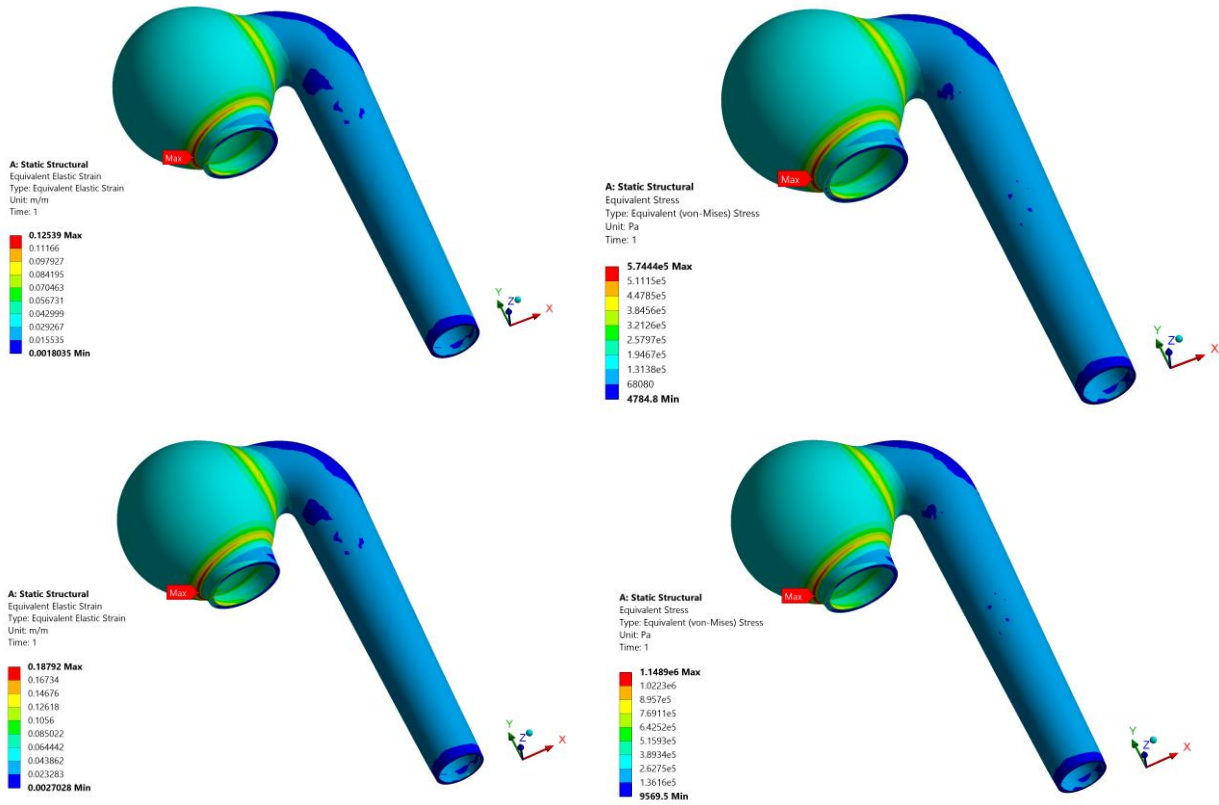 Max
A: Static Structural
Equivalent Elastic Strain
Type: Equivalent Elastic Strain
Unit: m/m
Time: 1
0.12539 Max
0.11166
0.097927
0.084195
0.070463
0.056731
0.042999
0.029267
0.015535
0.0018035 Min
Y
Z
X
Max
A: Static Structural
Equivalent Stress
Type: Equivalent (von-Mises) Stress
Unit: Pa
Time: 1
5.7444e5 Max
5.1115e5
4.4785e5
3.8456e5
3.2126e5
2.5797e5
1.9467e5
1.3138e5
68080
4784.8 Min
Y
Z
X
Max
A: Static Structural
Equivalent Elastic Strain
Type: Equivalent Elastic Strain
Unit: m/m
Time: 1
0.18792 Max
0.16734
0.14676
0.12618
0.1056
0.085022
0.064442
0.043862
0.023283
0.0027028 Min
Y
Z
X
Max
A: Static Structural
Equivalent Stress
Type: Equivalent (von-Mises) Stress
Unit: Pa
Time: 1
1.1489e6 Max
1.0223e6
8.957e5
7.6911e5
6.4252e5
5.1593e5
3.8934e5
2.6275e5
1.3616e5
9569.5 Min
Y
Z
X